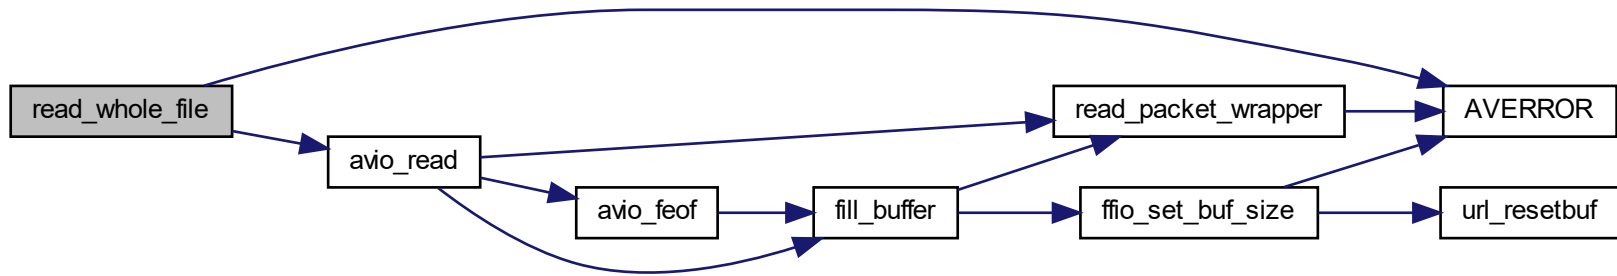 read_whole_file
avio_read
avio_feof
fill_buffer
read_packet_wrapper
ffio_set_buf_size
AVERROR
url_resetbuf